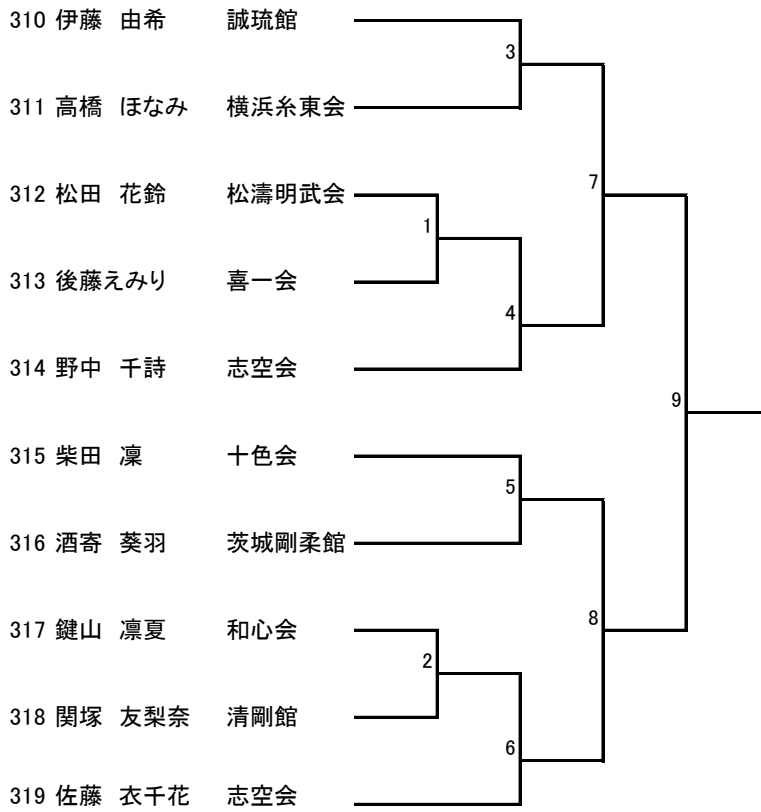 310 伊藤 由希 誠琉館
3
311 高橋 ほなみ 横浜糸東会
7
312 松田 花鈴 松濤明武会
1
313 後藤えみり 喜一会
4
314 野中 千詩 志空会
9
315 柴田 凜 十色会
5
316 酒寄 葵羽 茨城剛柔館
8
317 鍵山 凛夏 和心会
2
318 関塚 友梨奈 清剛館
6
319 佐藤 衣千花 志空会